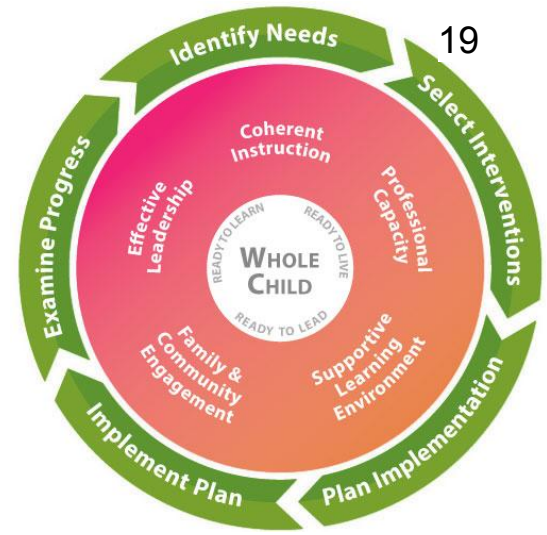 19
Identify Needs
Select Interventions
Plan Implementation
Implement Plan
Examine Progress
Coherent
Instruction
Professional
Capacity
Supportive
Learning
Environment
Family &
Community
Engagement
Effective
Leadership
READY TO LEARN
READY TO LIVE
READY TO LEAD
WHOLE
CHILD